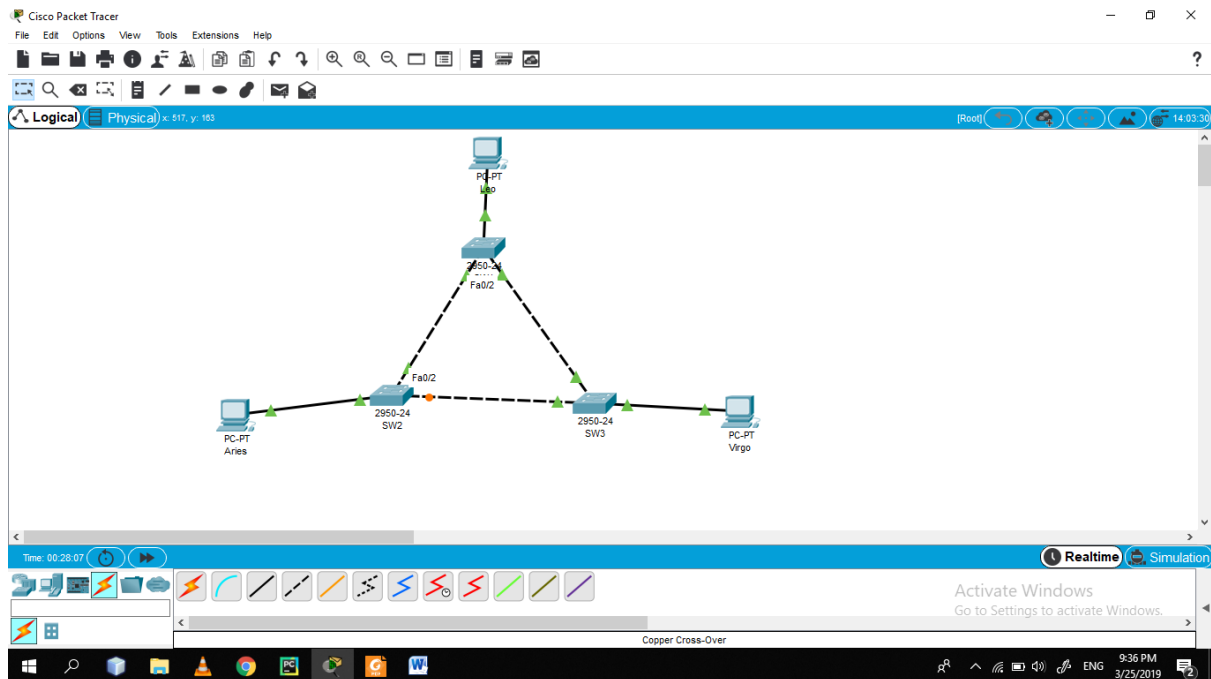 Cisco Packet Tracer
File Edit Options View Tools Extensions Help
?
Logical Physical x: 517, y: 163 [Root] 14:03:30
PC-PT
Leo
2950-24
Fa0/2
Fa0/2
2950-24
SW2
2950-24
SW3
PC-PT
Aries
PC-PT
Virgo
Time: 00:28:07 Realtime Simulation
Activate Windows
Go to Settings to activate Windows.
Copper Cross-Over
ENG 9:36 PM
3/25/2019